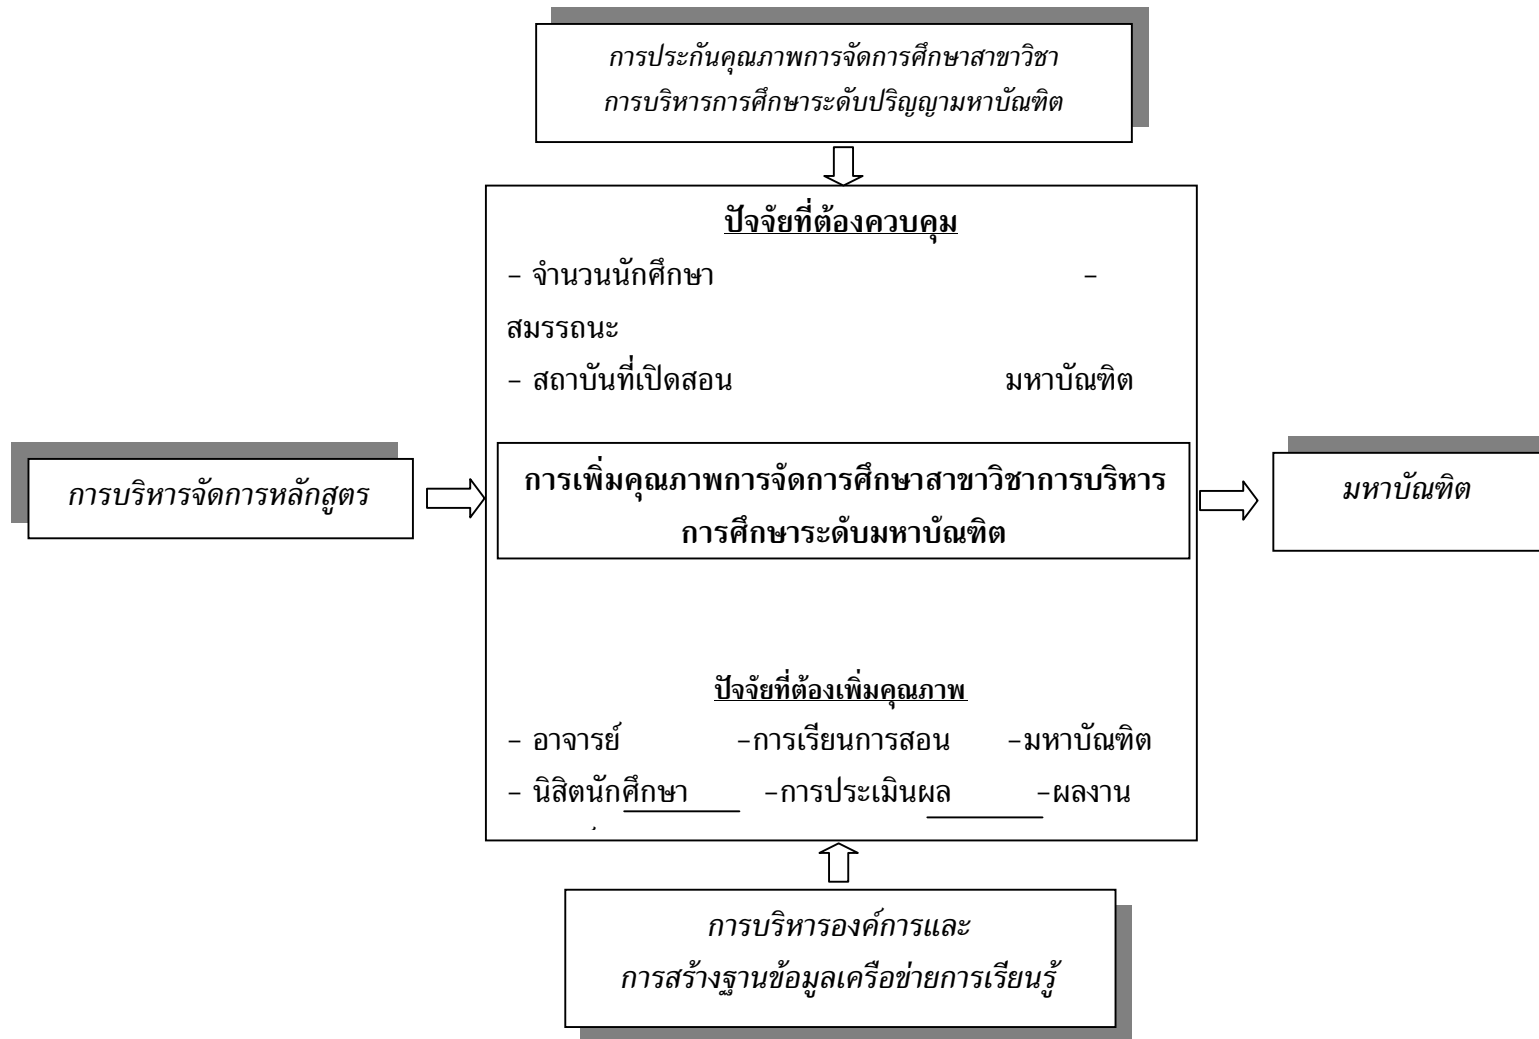 การประกันคุณภาพการจัดการศึกษาสาขาวิชา
การบริหารการศึกษาระดับปริญญามหาบัณฑิต
ปัจจัยที่ต้องควบคุม
- จำนวนนักศึกษา -
สมรรถนะ
- สถาบันที่เปิดสอน มหาบัณฑิต
การบริหารจัดการหลักสูตร
การเพิ่มคุณภาพการจัดการศึกษาสาขาวิชาการบริหาร
การศึกษาระดับมหาบัณฑิต
มหาบัณฑิต
ปัจจัยที่ต้องเพิ่มคุณภาพ
- อาจารย์ -การเรียนการสอน -มหาบัณฑิต
- นิสิตนักศึกษา -การประเมินผล -ผลงาน
การบริหารองค์การและ
การสร้างฐานข้อมูลเครือข่ายการเรียนรู้